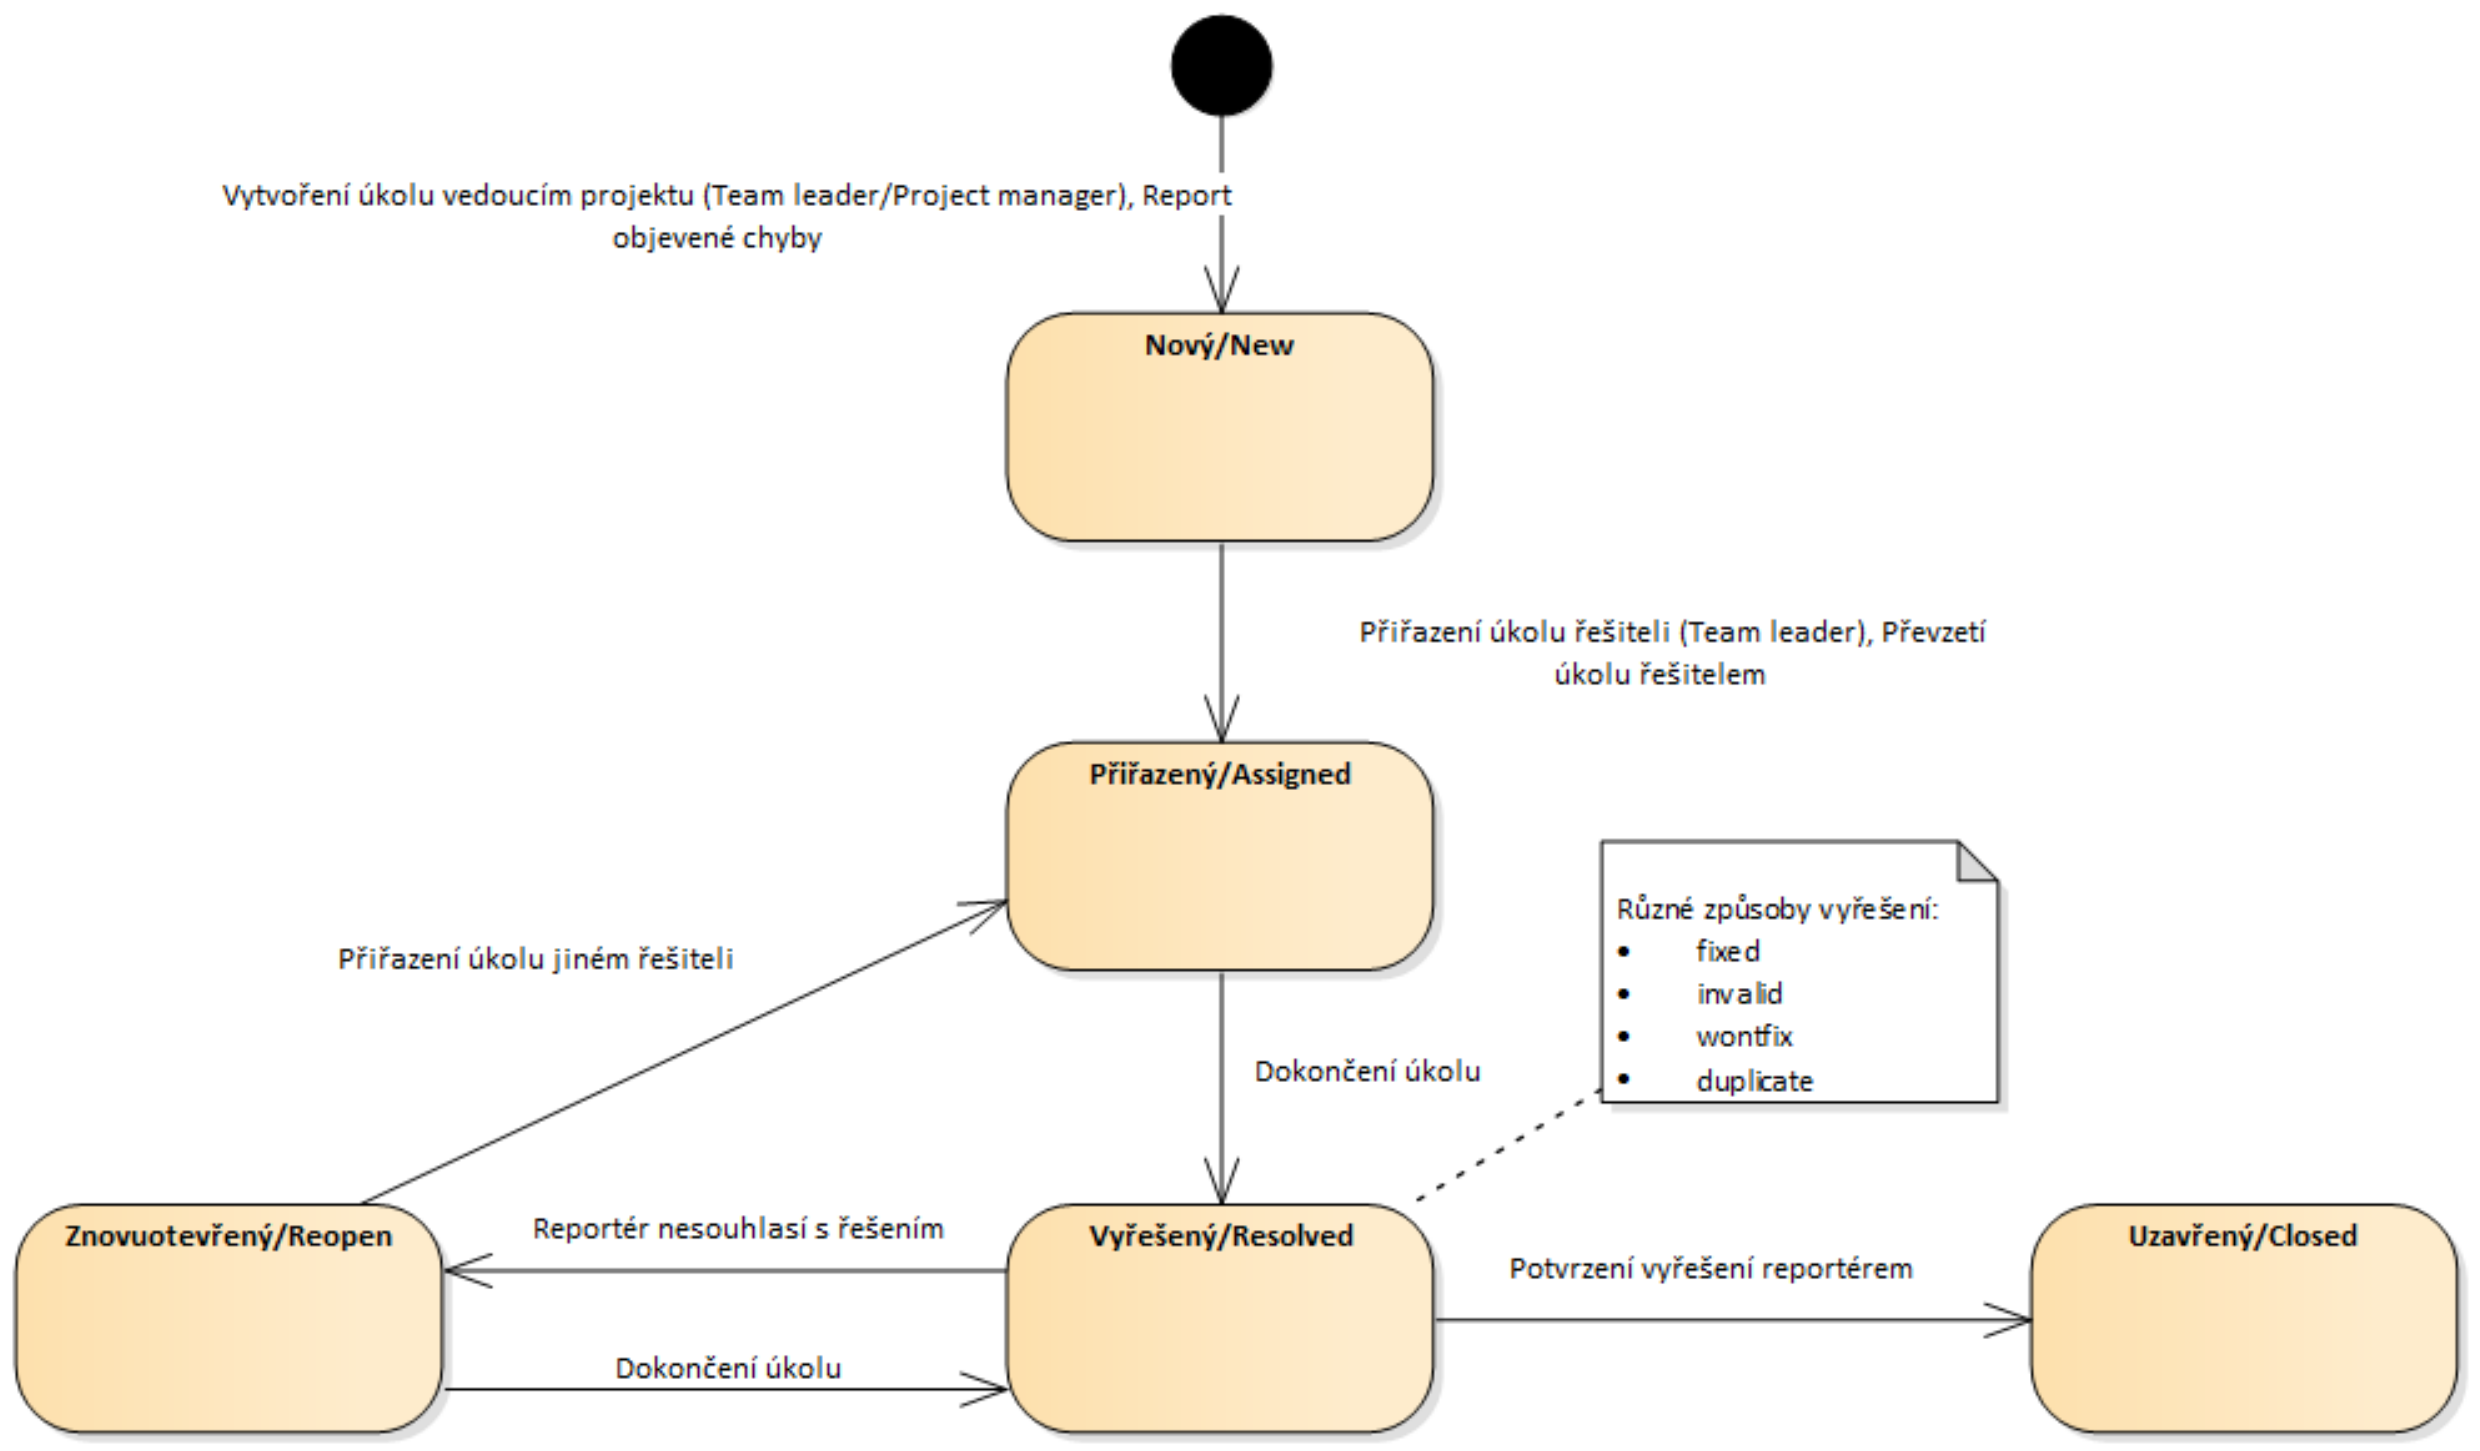 Vytvoření úkolu vedoucím projektu (Team leader/Project manager), Report
objevené chyby
Nový/New
Přiřazení úkolu řešiteli (Team leader), Převzetí
úkolu řešitelem
Přiřazený/Assigned
Různé způsoby vyřešení:
• fixed
• invalid
• wontfix
• duplicate
Přiřazení úkolu jiném řešiteli
Dokončení úkolu
Znovuotevřený/Reopen
Reportér nesouhlasí s řešením
Vyřešený/Resolved
Potvrzení vyřešení reportérem
Uzavřený/Closed
Dokončení úkolu